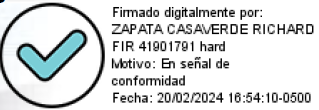 Firmado digitalmente por:
ZAPATA CASAVERDE RICHARD
FIR 41901791 hard
Motivo: En señal de
conformidad
Fecha: 20/02/2024 16:54:10-0500